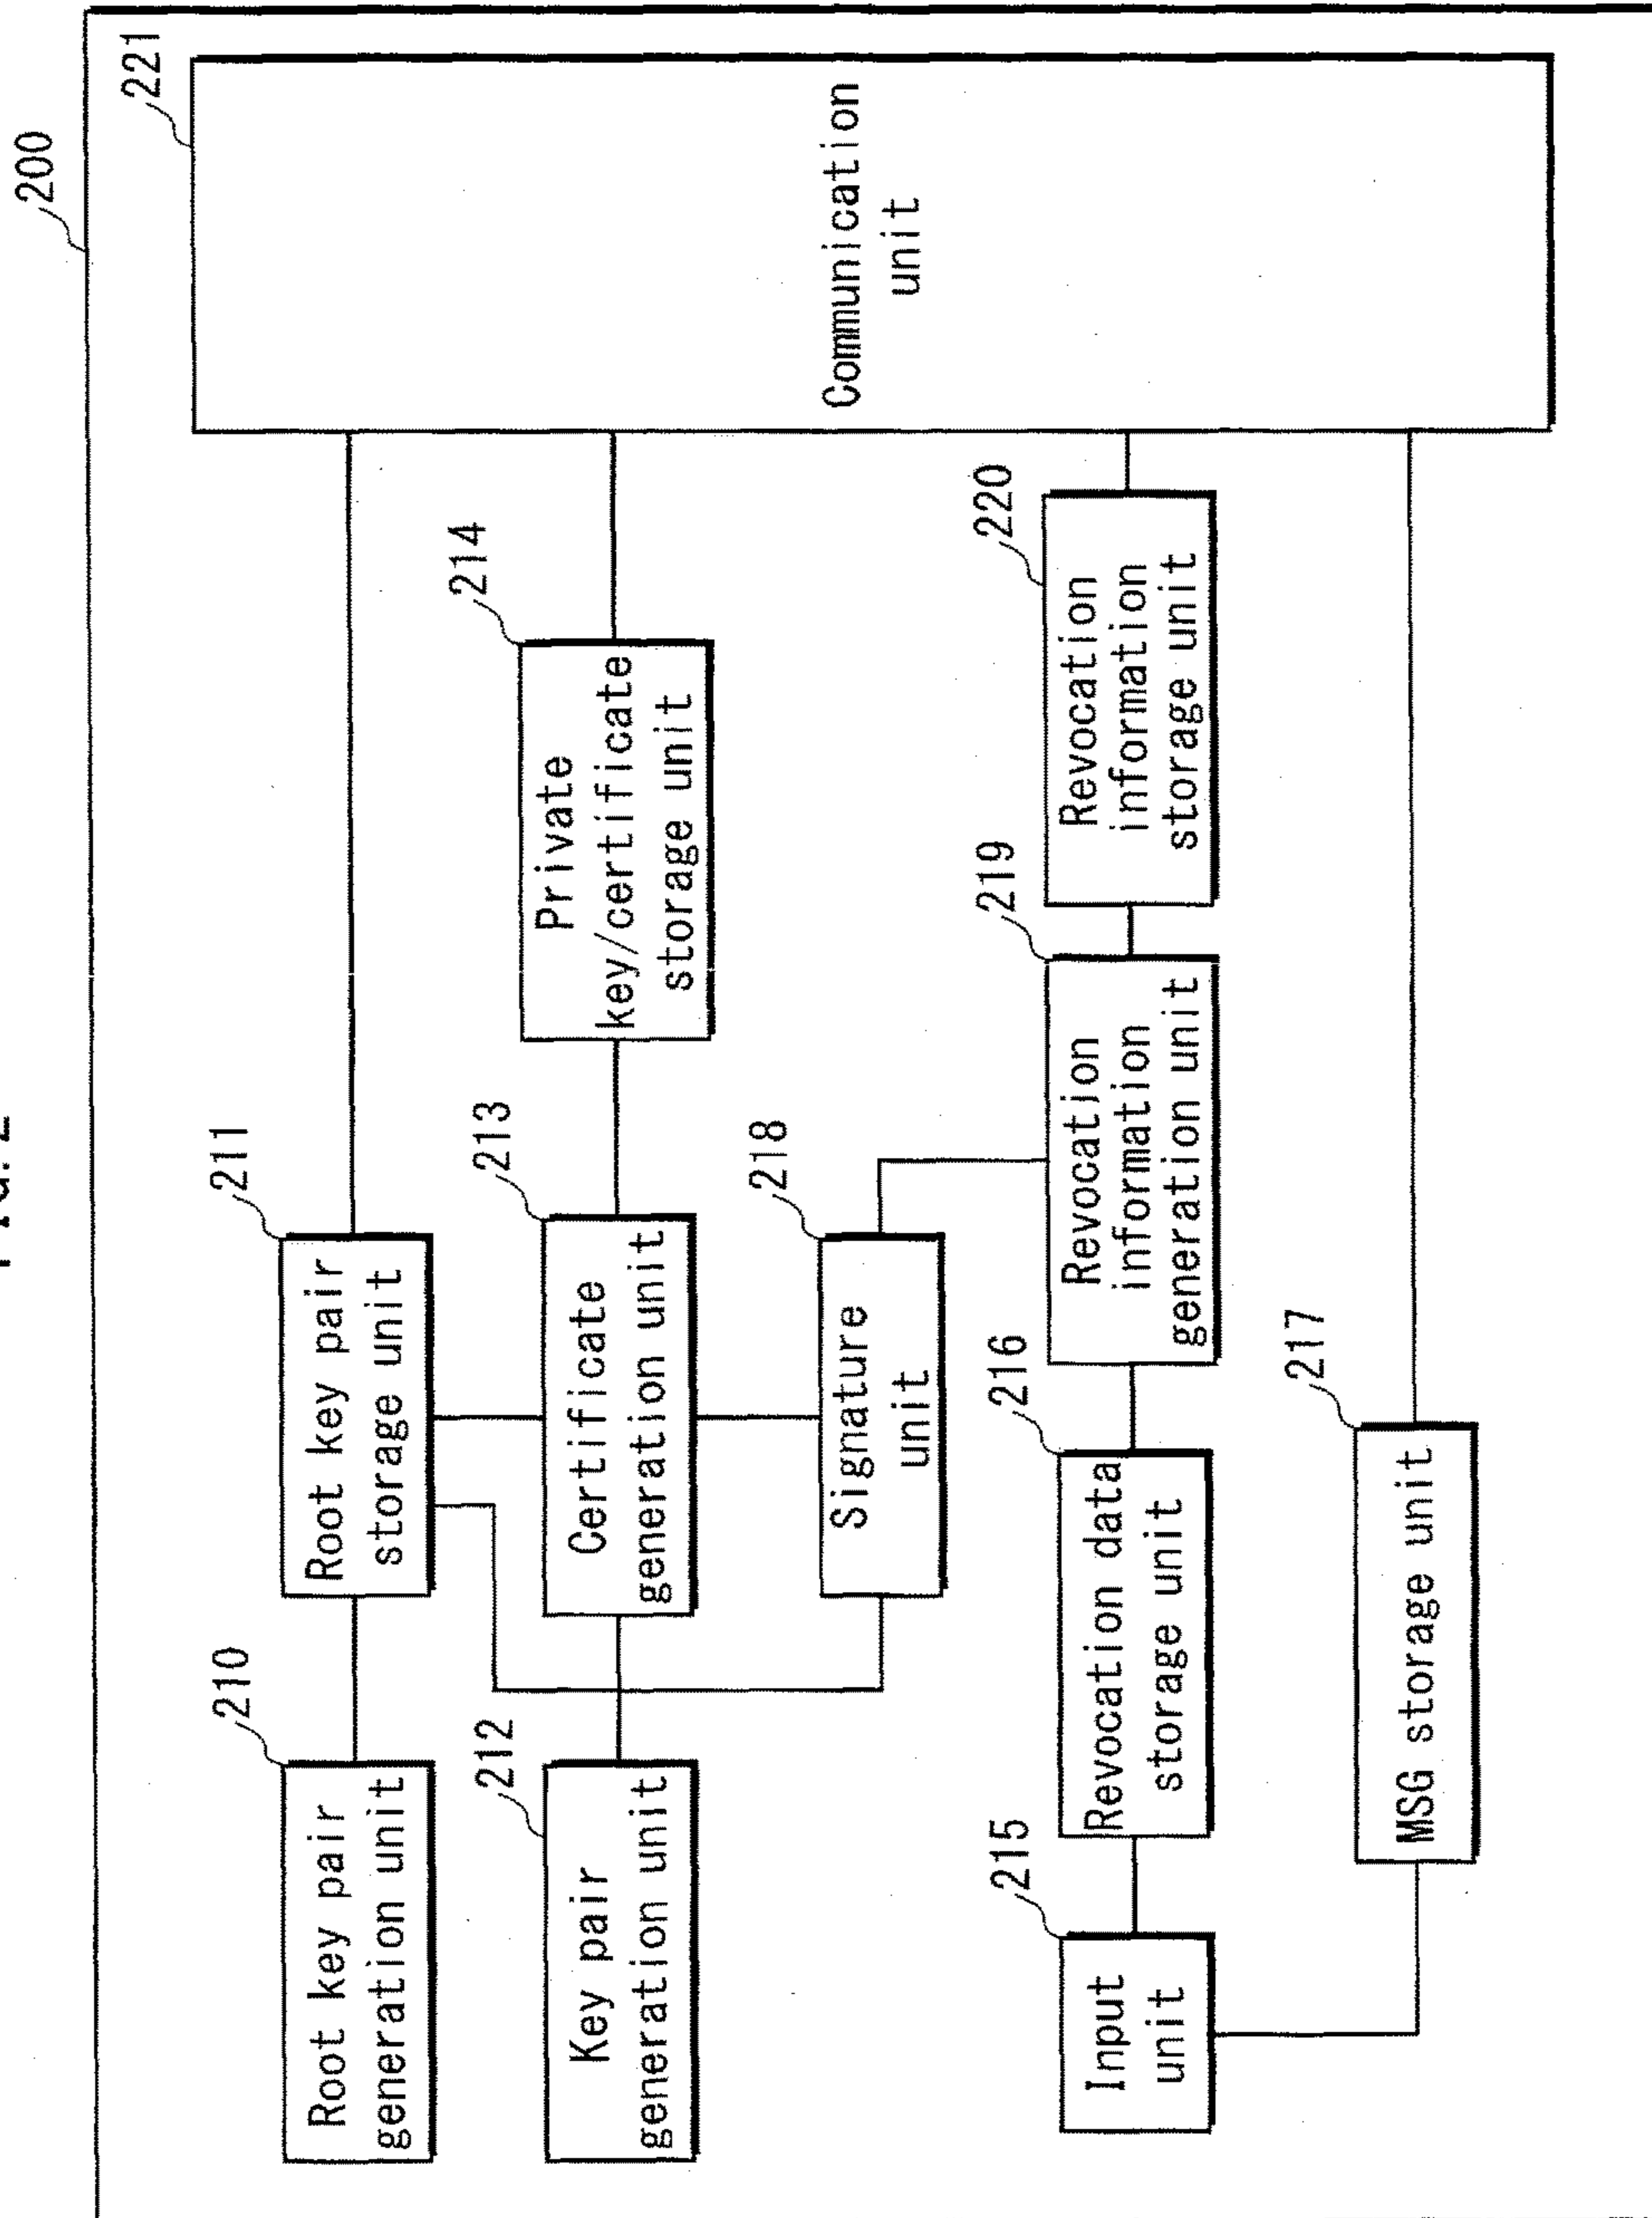 FIG. 2
200
210
Root key pair
generation unit
211
Root key pair
storage unit
221
Communication
unit
212
Key pair
generation unit
213
Certificate
generation unit
214
Private
key/certificate
storage unit
218
Signature
unit
215
Input
unit
216
Revocation data
storage unit
219
Revocation
information
generation unit
220
Revocation
information
storage unit
217
MSG storage unit